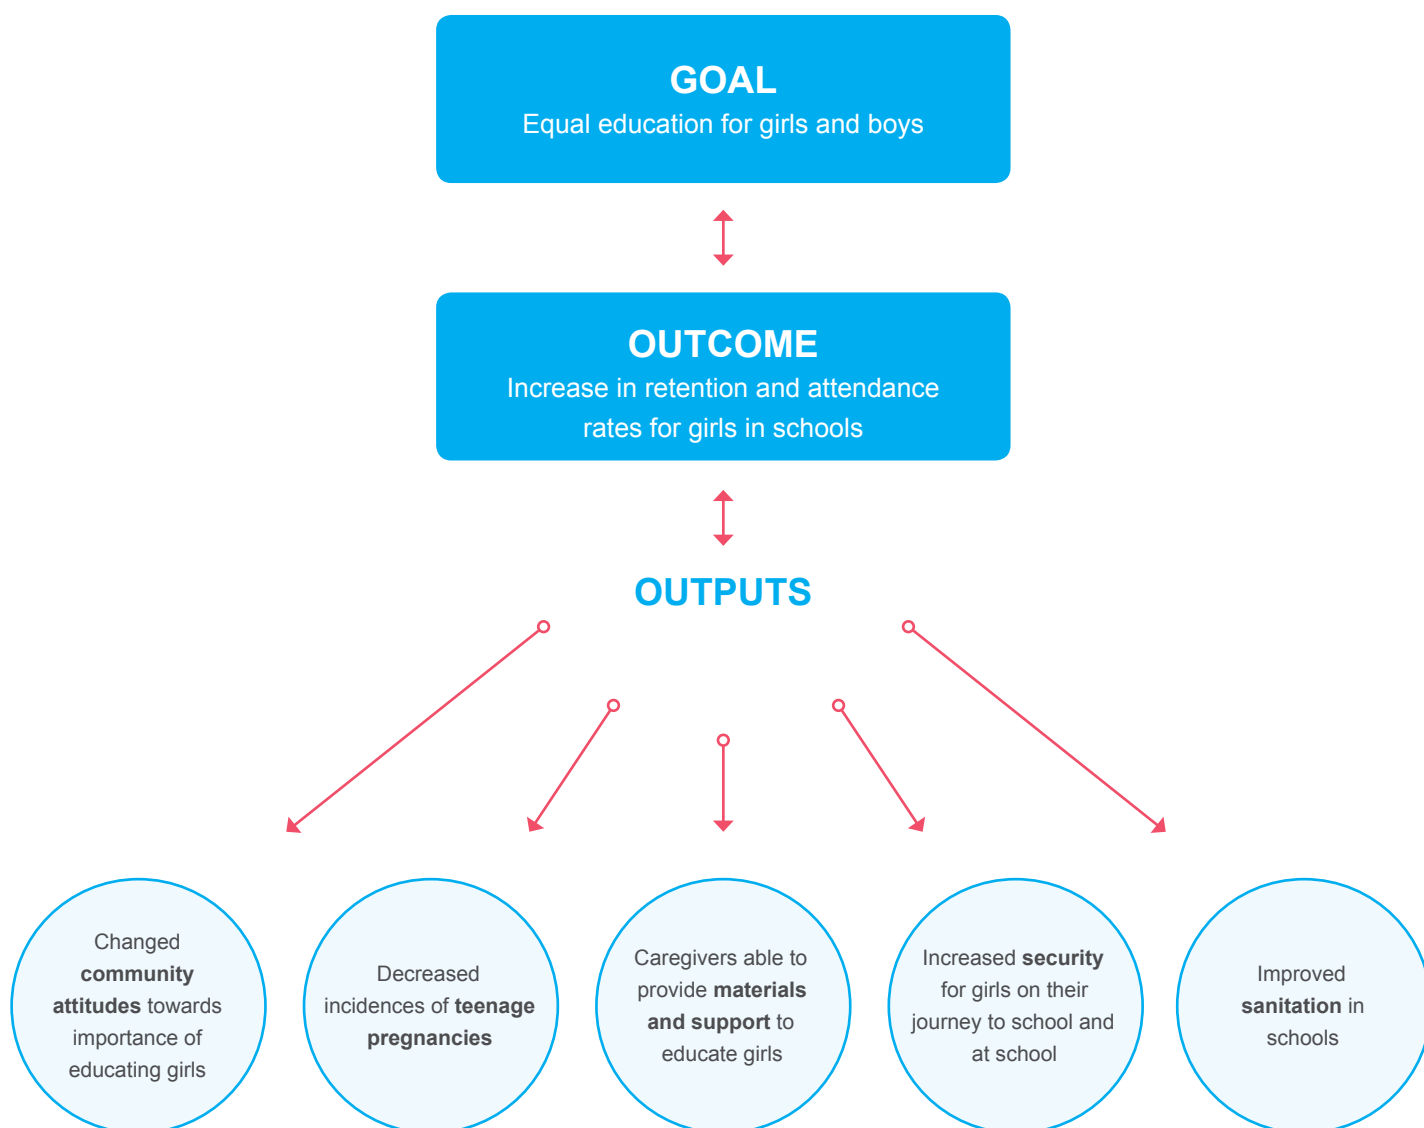 GOAL
Equal education for girls and boys
OUTCOME
Increase in retention and attendance
rates for girls in schools
OUTPUTS
Changed
community
attitudes towards
importance of
educating girls
Decreased
incidences of teenage
pregnancies
Caregivers able to
provide materials
and support to
educate girls
Increased security
for girls on their
journey to school and
at school
Improved
sanitation in
schools